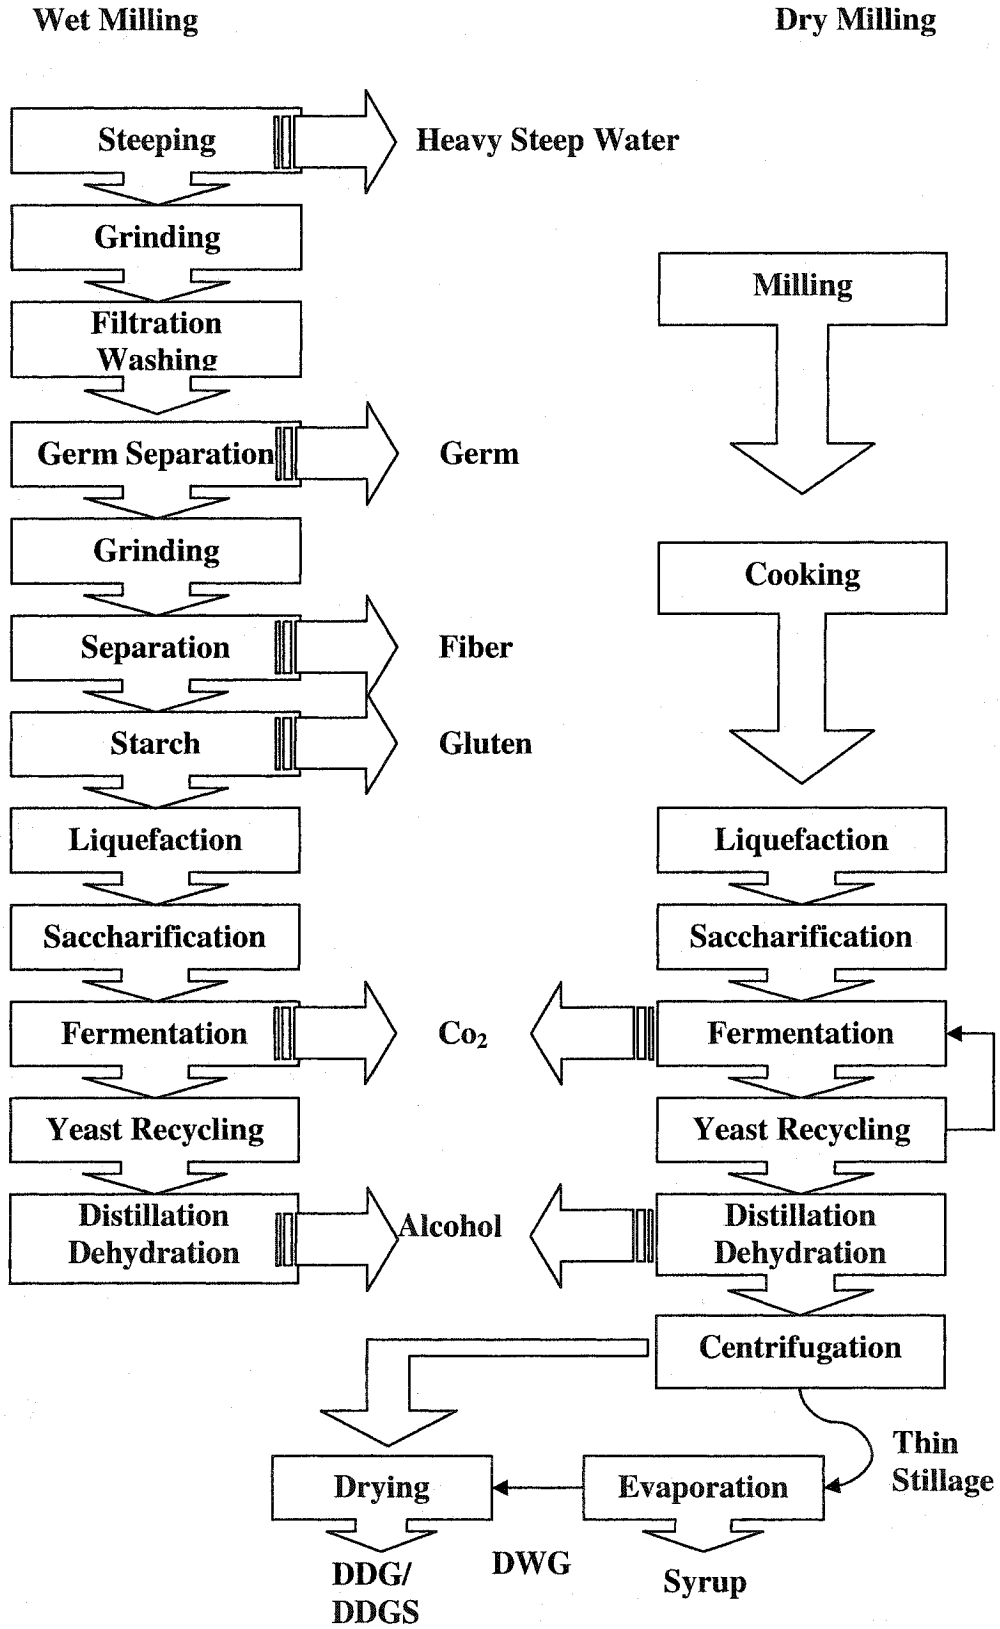 Wet Milling
Dry Milling
Steeping
Heavy Steep Water
Grinding
Milling
Filtration
Washing
Germ Separation
Germ
Grinding
Cooking
Separation
Fiber
Starch
Gluten
Liquefaction
Liquefaction
Saccharification
Saccharification
Fermentation
Co₂
Fermentation
Yeast Recycling
Yeast Recycling
Distillation
Dehydration
Alcohol
Distillation
Dehydration
Centrifugation
Thin
Stillage
Drying
Evaporation
DWG
DDG/
DDGS
Syrup